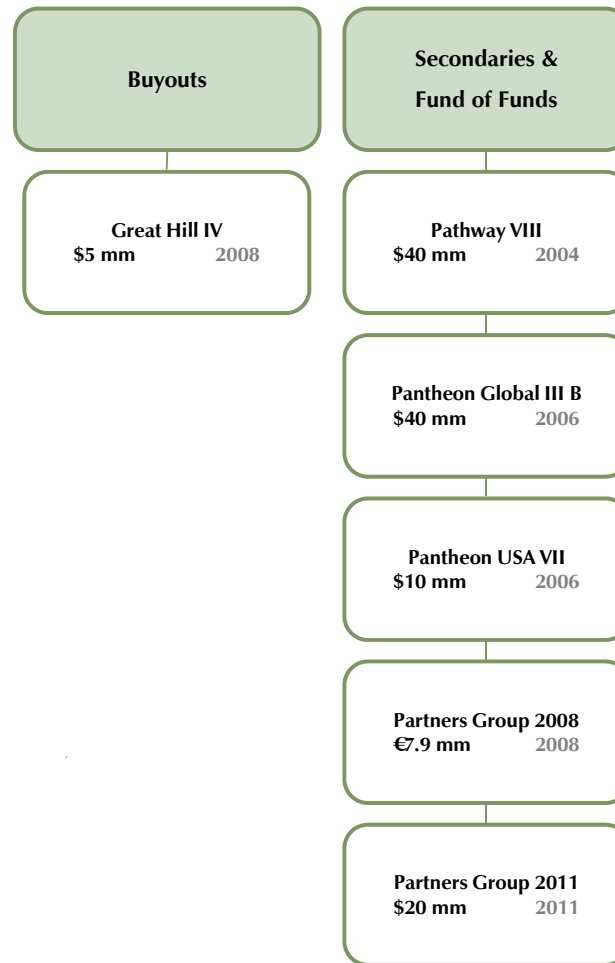 Buyouts
Great Hill IV
$5 mm 2008
Secondaries &
Fund of Funds
Pathway VIII
$40 mm 2004
Pantheon Global III B
$40 mm 2006
Pantheon USA VII
$10 mm 2006
Partners Group 2008
€7.9 mm 2008
Partners Group 2011
$20 mm 2011